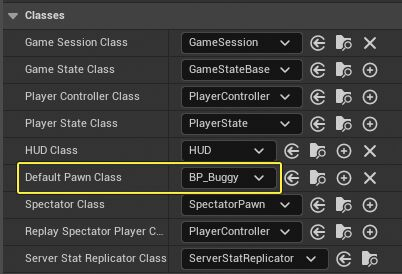 Classes
Game Session Class GameSession
Game State Class GameStateBase
Player Controller Class PlayerController
Player State Class PlayerState
HUD Class HUD
Default Pawn Class BP_Buggy
Spectator Class SpectatorPawn
Replay Spectator Player C... PlayerController
Server Stat Replicator Class ServerStatReplicator